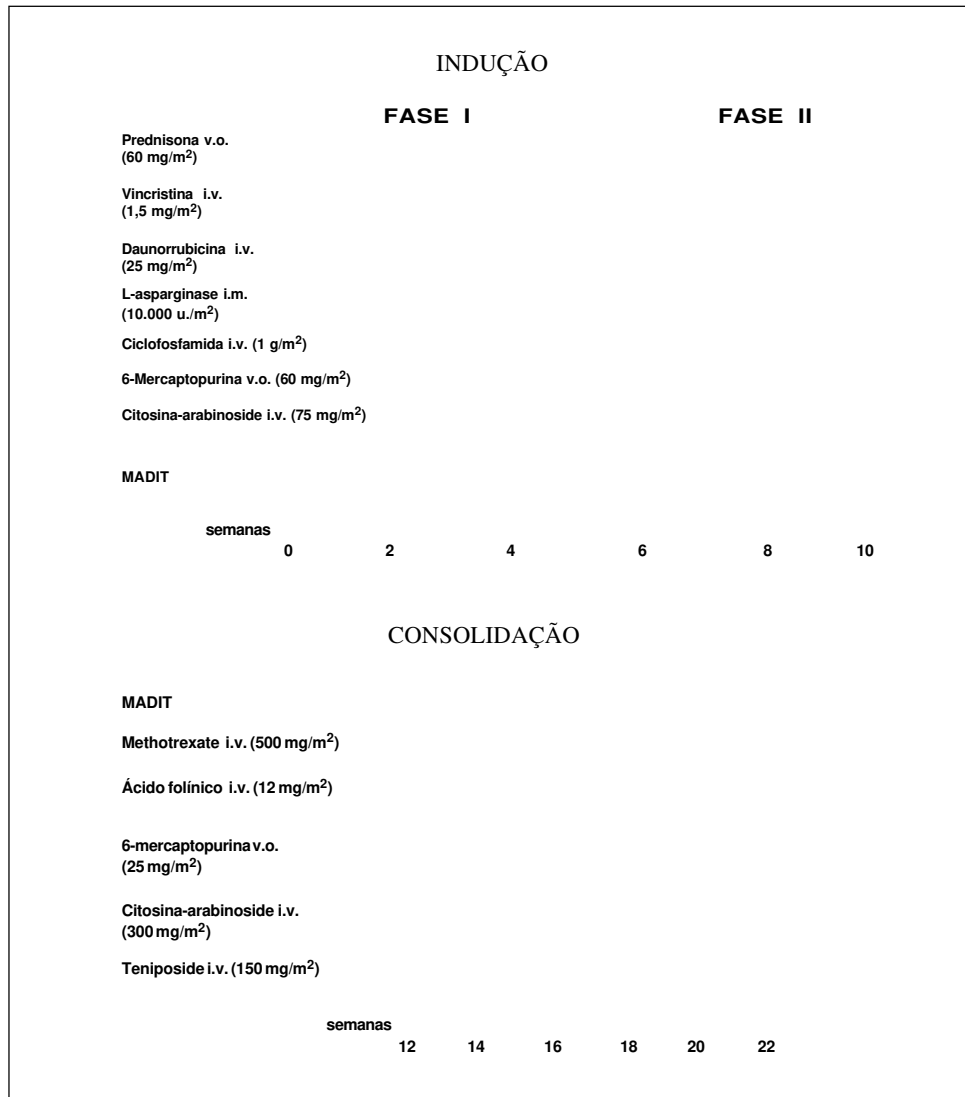 INDUÇÃO
FASE I FASE II
Prednisona v.o.
(60 mg/m²)
Vincristina i.v.
(1,5 mg/m²)
Daunorrubicina i.v.
(25 mg/m²)
L-asparginase i.m.
(10.000 u./m²)
Ciclofosfamida i.v. (1 g/m²)
6-Mercaptopurina v.o. (60 mg/m²)
Citosina-arabinoside i.v. (75 mg/m²)
MADIT
semanas
0 2 4 6 8 10
CONSOLIDAÇÃO
MADIT
Methotrexate i.v. (500 mg/m²)
Ácido folínico i.v. (12 mg/m²)
6-mercaptopurina v.o.
(25 mg/m²)
Citosina-arabinoside i.v.
(300 mg/m²)
Teniposide i.v. (150 mg/m²)
semanas
12 14 16 18 20 22